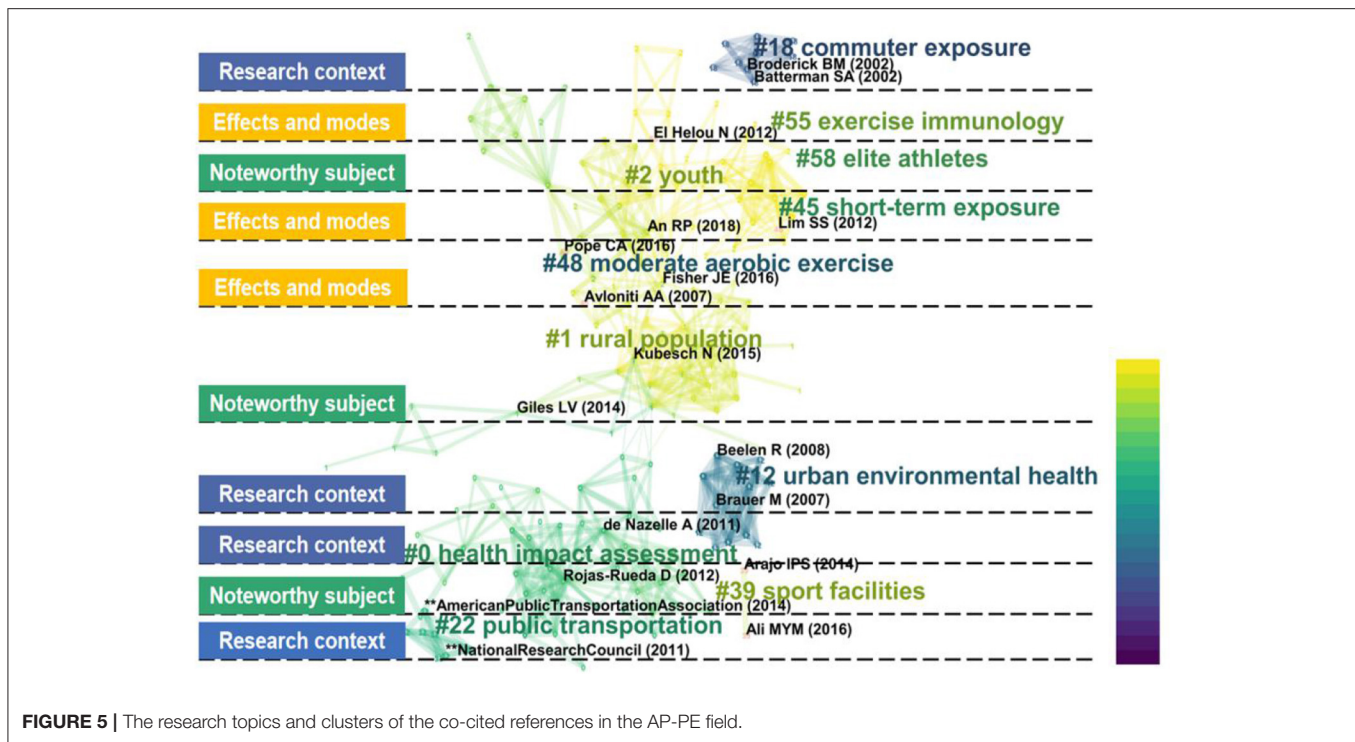 #18 commuter exposure
Broderick BM (2002)
Research context
Batterman SA (2002)
Effects and modes
#55 exercise immunology
El Helou N (2012)
#58 elite athletes
Noteworthy subject
#2 youth
#45 short-term exposure
Effects and modes
An RP (2018)
Lim SS (2012)
Pope CA (2016)
#48 moderate aerobic exercise
Fisher JE (2016)
Effects and modes
Avloniti AA (2007)
#1 rural population
Kubesch N (2015)
Noteworthy subject
Giles LV (2014)
Beelen R (2008)
#12 urban environmental health
Research context
Brauer M (2007)
de Nazelle A (2011)
Research context
#0 health impact assessment
Arajo IPS (2014)
Rojas-Rueda D (2012)
Noteworthy subject
#39 sport facilities
**AmericanPublicTransportationAssociation (2014)
#22 public transportation
Ali MYM (2016)
Research context
**NationalResearchCouncil (2011)
FIGURE 5 | The research topics and clusters of the co-cited references in the AP-PE field.